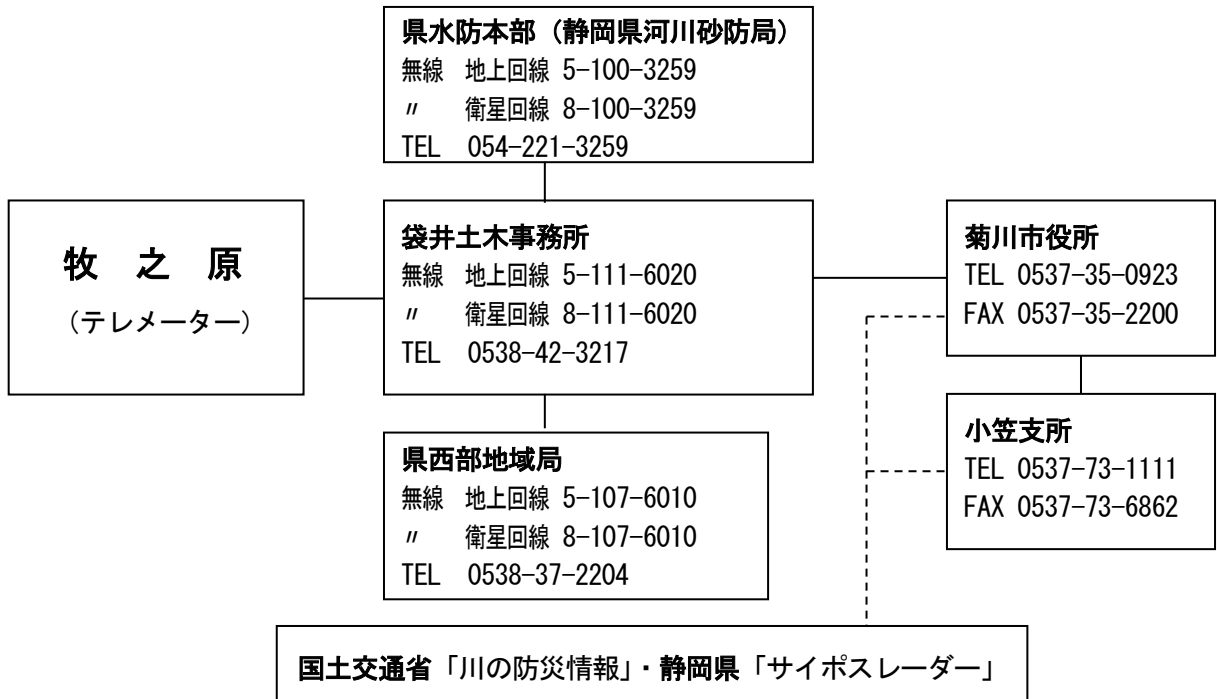 県水防本部（静岡県河川砂防局）
無線 地上回線 5-100-3259
〃 衛星回線 8-100-3259
TEL 054-221-3259
牧 之 原
（テレメーター）
袋井土木事務所
無線 地上回線 5-111-6020
〃 衛星回線 8-111-6020
TEL 0538-42-3217
菊川市役所
TEL 0537-35-0923
FAX 0537-35-2200
小笠支所
TEL 0537-73-1111
FAX 0537-73-6862
県西部地域局
無線 地上回線 5-107-6010
〃 衛星回線 8-107-6010
TEL 0538-37-2204
国土交通省「川の防災情報」・静岡県「サイポスレーダー」